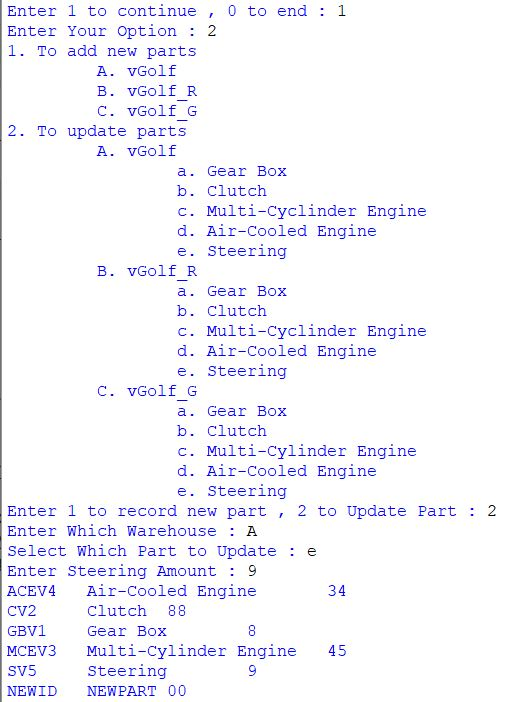 Enter 1 to continue , 0 to end : 1
Enter Your Option : 2
1. To add new parts
A. vGolf
B. vGolf_R
C. vGolf_G
2. To update parts
A. vGolf
a. Gear Box
b. Clutch
c. Multi-Cyclinder Engine
d. Air-Cooled Engine
e. Steering
B. vGolf_R
a. Gear Box
b. Clutch
c. Multi-Cyclinder Engine
d. Air-Cooled Engine
e. Steering
C. vGolf_G
a. Gear Box
b. Clutch
c. Multi-Cylinder Engine
d. Air-Cooled Engine
e. Steering
Enter 1 to record new part , 2 to Update Part : 2
Enter Which Warehouse : A
Select Which Part to Update : e
Enter Steering Amount : 9
ACEV4 Air-Cooled Engine 34
CV2 Clutch 88
GBV1 Gear Box 8
MCEV3 Multi-Cylinder Engine 45
SV5 Steering 9
NEWID NEWPART 00